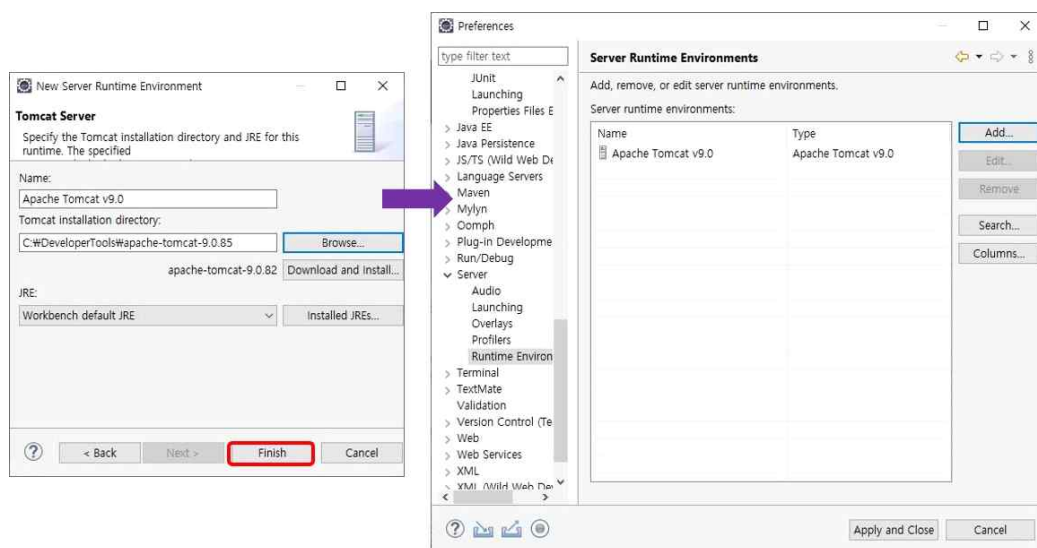 New Server Runtime Environment
Tomcat Server
Specify the Tomcat installation directory and JRE for this
runtime. The specified
Name:
Apache Tomcat v9.0
Tomcat installation directory:
C:₩DeveloperTools₩apache-tomcat-9.0.85
Browse...
apache-tomcat-9.0.82
Download and Install...
JRE:
Workbench default JRE
Installed JREs...
< Back
Next >
Finish
Cancel
Preferences
type filter text
JUnit
Launching
Properties Files E
Java EE
Java Persistence
JS/TS (Wild Web De
Language Servers
Maven
Mylyn
Oomph
Plug-in Developme
Run/Debug
Server
Audio
Launching
Overlays
Profilers
Runtime Environ
Terminal
TextMate
Validation
Version Control (Te
Web
Web Services
XML
XML (Wild Web De
Server Runtime Environments
Add, remove, or edit server runtime environments.
Server runtime environments:
Name Type
Apache Tomcat v9.0 Apache Tomcat v9.0
Add...
Edit...
Remove
Search...
Columns...
Apply and Close
Cancel